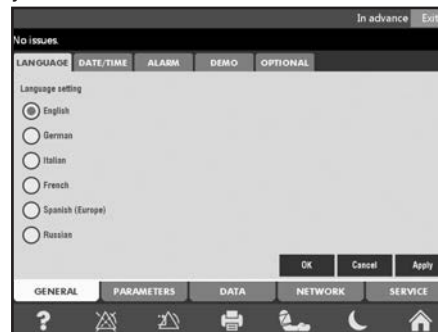 In advance Exit
No issues.
LANGUAGE DATE/TIME ALARM DEMO OPTIONAL
Language setting
English
German
Italian
French
Spanish (Europe)
Russian
OK Cancel Apply
GENERAL PARAMETERS DATA NETWORK SERVICE
?